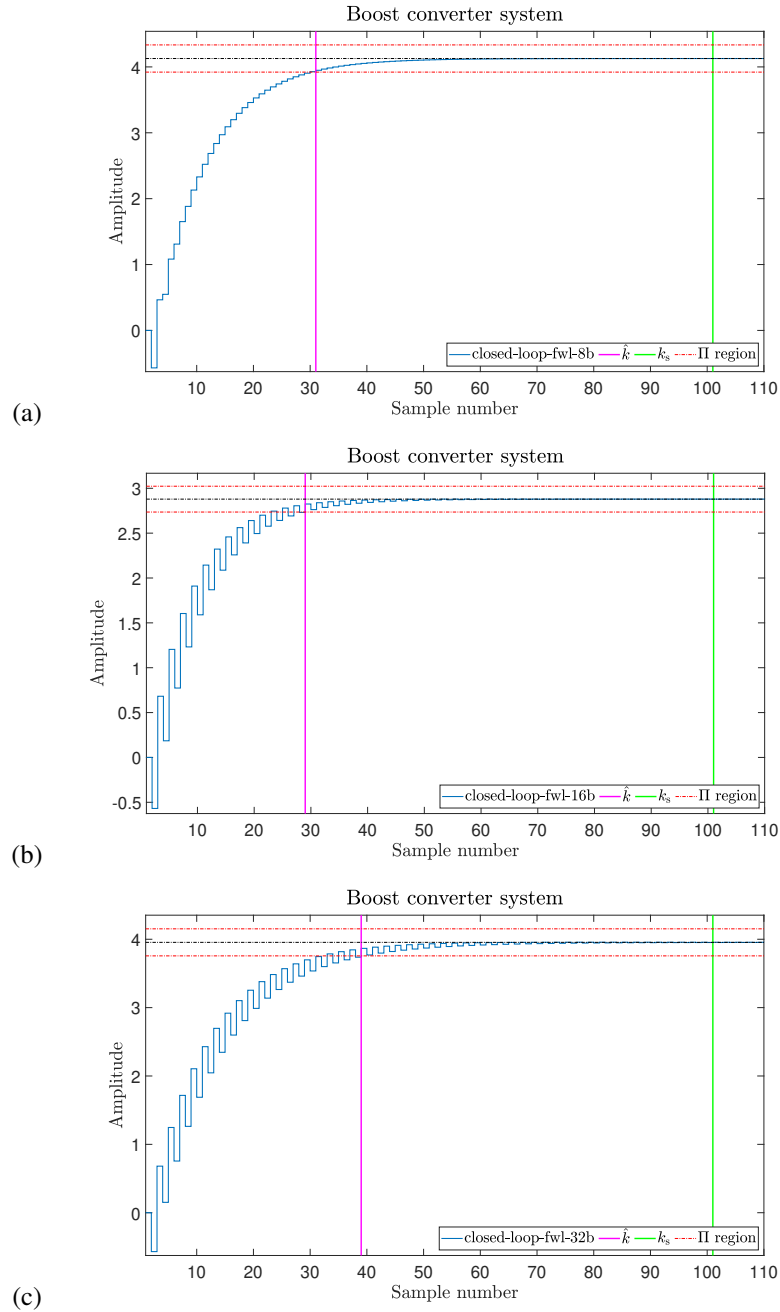 Boost converter system
Amplitude
4
3
2
1
0
closed-loop-fwl-8b k̂ kₛ Π region
10 20 30 40 50 60 70 80 90 100 110
Sample number
(a)
Boost converter system
Amplitude
3
2.5
2
1.5
1
0.5
0
-0.5
closed-loop-fwl-16b k̂ kₛ Π region
10 20 30 40 50 60 70 80 90 100 110
Sample number
(b)
Boost converter system
Amplitude
4
3
2
1
0
closed-loop-fwl-32b k̂ kₛ Π region
10 20 30 40 50 60 70 80 90 100 110
Sample number
(c)